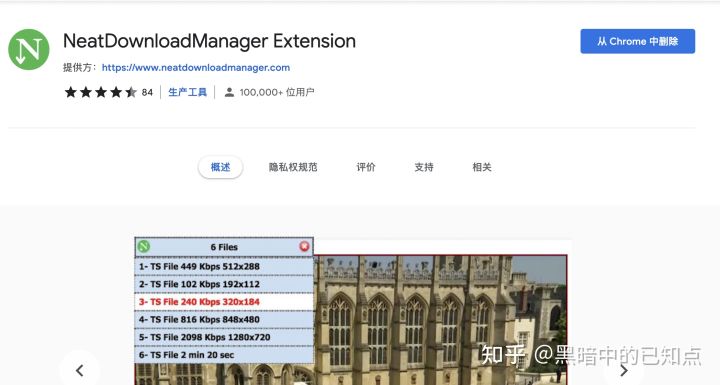 NeatDownloadManager Extension
从 Chrome 中删除
提供方： https://www.neatdownloadmanager.com
84 生产工具 100,000+ 位用户
概述 隐私权规范 评价 支持 相关
N
6 Files
1- TS File 449 Kbps 512x288
2- TS File 102 Kbps 192x112
3- TS File 240 Kbps 320x184
4- TS File 816 Kbps 848x480
5- TS File 2098 Kbps 1280x720
6- TS File 2 min 20 sec
知乎 @黑暗中的已知点